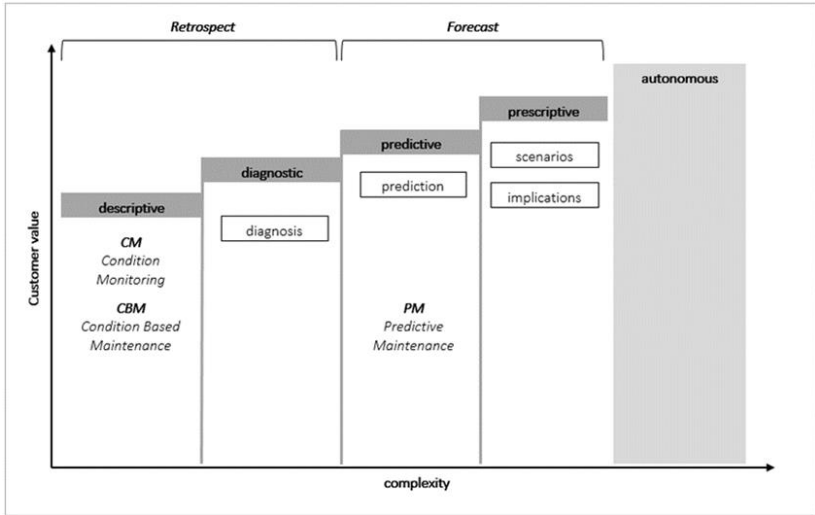 Retrospect
Forecast
autonomous
prescriptive
scenarios
implications
predictive
prediction
PM
Predictive
Maintenance
diagnostic
diagnosis
descriptive
CM
Condition
Monitoring
CBM
Condition Based
Maintenance
Customer value
complexity